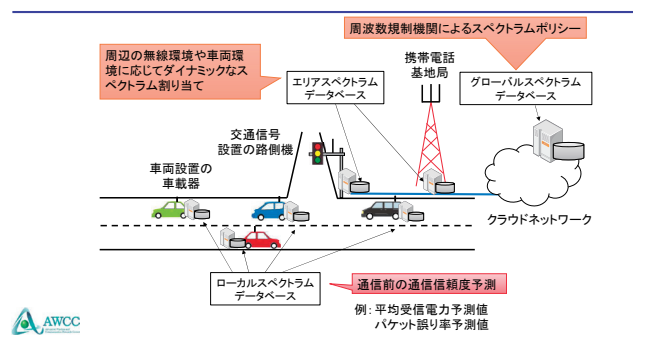 周波数規制機関によるスペクトラムポリシー
周辺の無線環境や車両環
境に応じてダイナミックなス
ペクトラム割り当て
エリアスペクトラム
データベース
携帯電話
基地局
グローバルスペクトラム
データベース
交通信号
設置の路側機
車両設置の
車載器
クラウドネットワーク
ローカルスペクトラム
データベース
通信前の通信信頼度予測
例：平均受信電力予測値
パケット誤り率予測値
AWCC